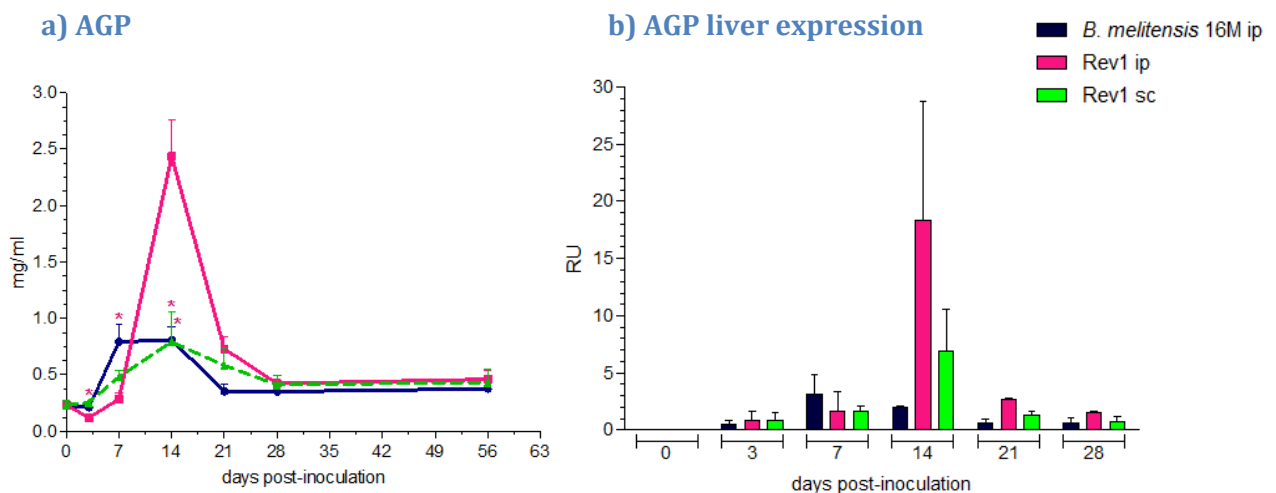 a) AGP
b) AGP liver expression
B. melitensis 16M ip
Rev1 ip
Rev1 sc
3.0
2.5
2.0
1.5
1.0
0.5
0.0
mg/ml
* * * *
0 7 14 21 28 35 42 49 56 63
days post-inoculation
30
25
20
15
10
5
0
RU
0 3 7 14 21 28
days post-inoculation